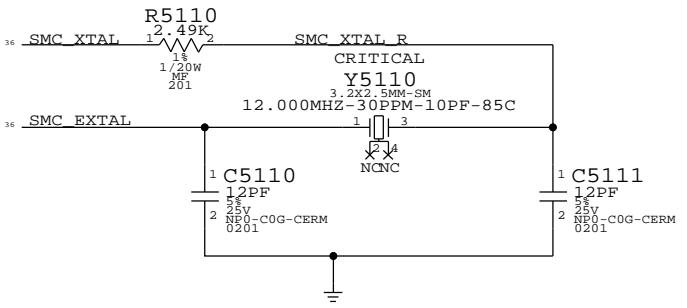 R5110
2.49K
36 SMC_XTAL 1 2 SMC_XTAL_R
1%
1/20W
MF
201
CRITICAL
Y5110
3.2X2.5MM-SM
12.000MHZ-30PPM-10PF-85C
36 SMC_EXTAL 1 3
2 4
NC NC
1 C5110
12PF
5%
2 25V
NP0-C0G-CERM
0201
1 C5111
12PF
5%
2 25V
NP0-C0G-CERM
0201